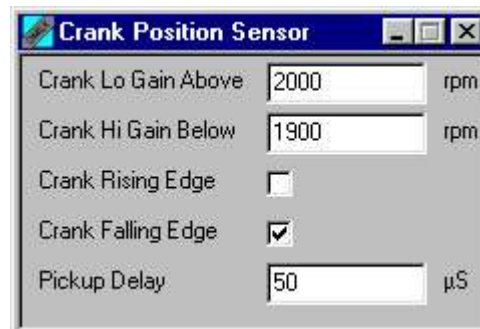 Crank Position Sensor
Crank Lo Gain Above 2000 rpm
Crank Hi Gain Below 1900 rpm
Crank Rising Edge
Crank Falling Edge
Pickup Delay 50 µS